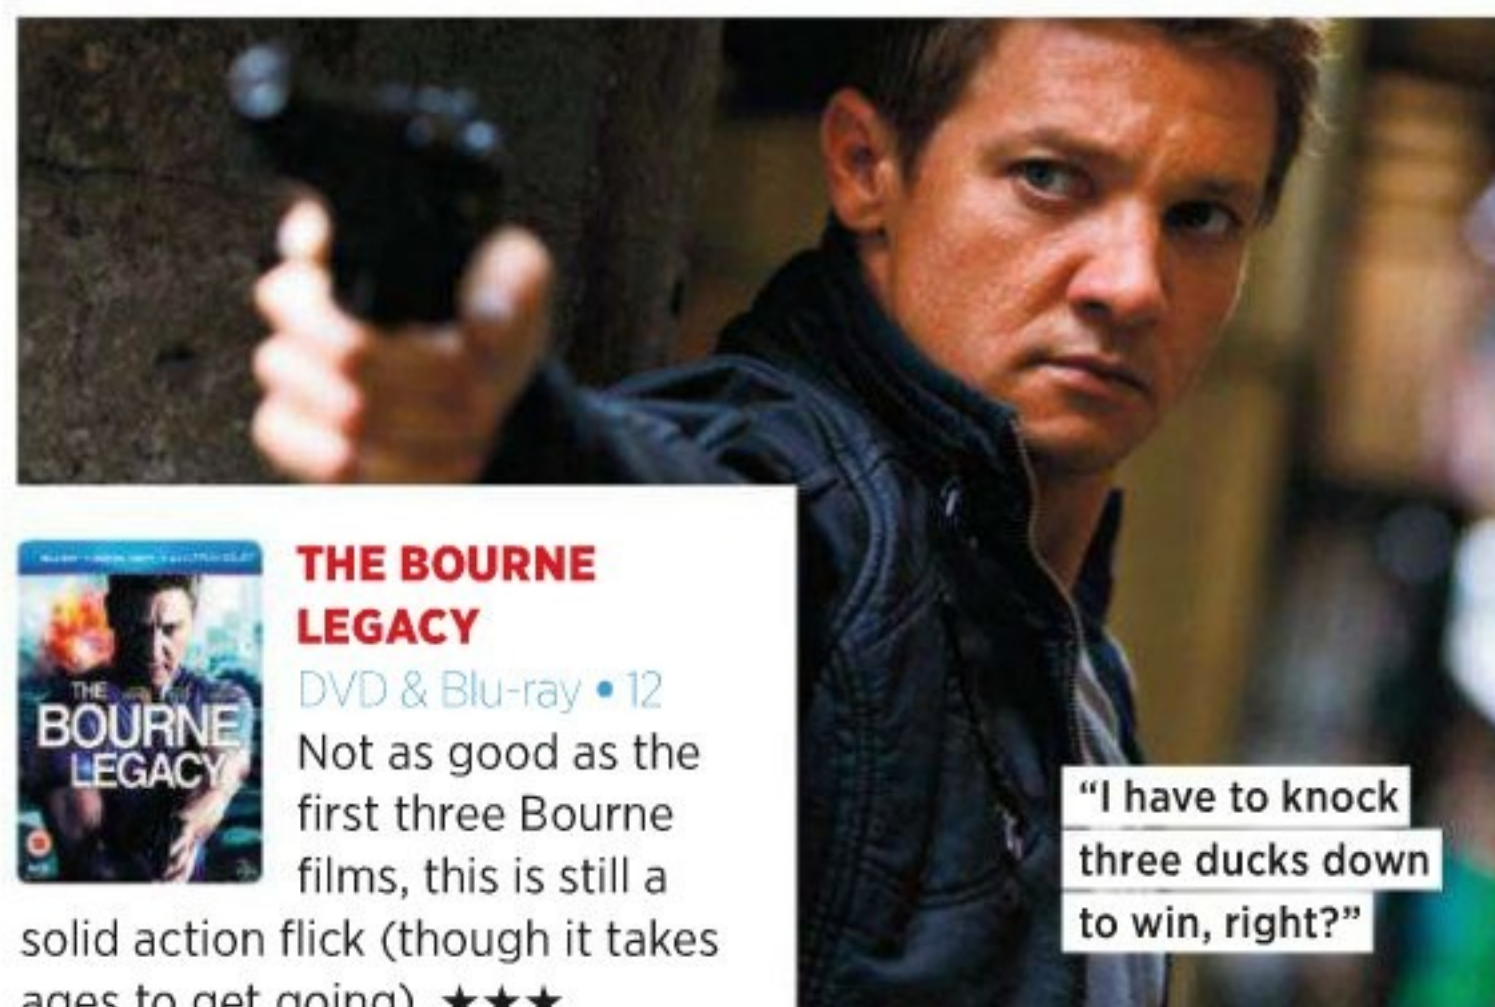 THE BOURNE
LEGACY
DVD & Blu-ray • 12
Not as good as the
first three Bourne
films, this is still a
solid action flick (though it takes
ages to get going) ★★★
THE
BOURNE
LEGACY
“I have to knock
three ducks down
to win, right?”